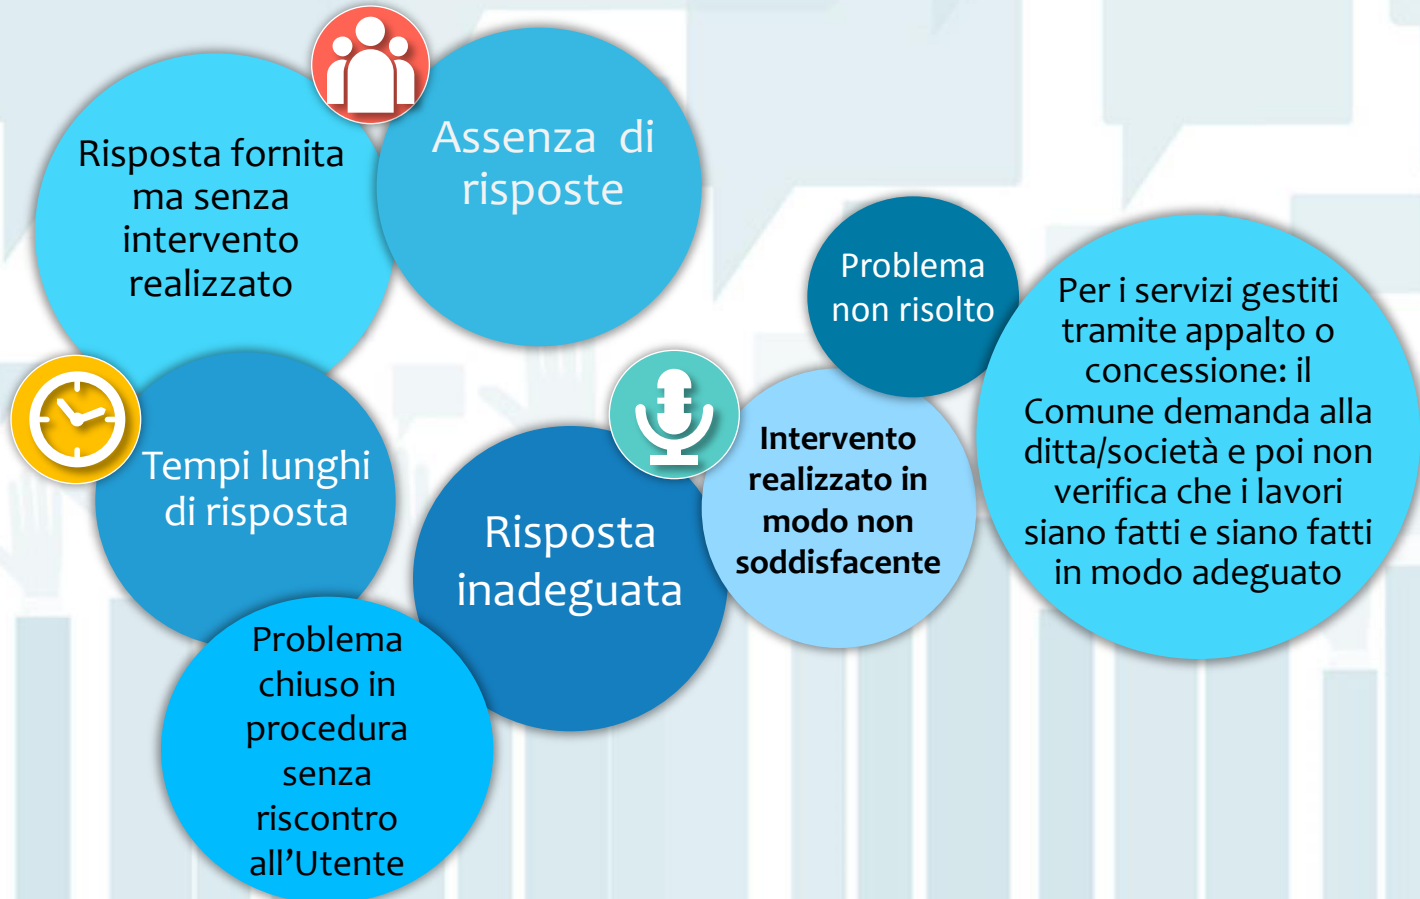 Risposta fornita
ma senza
intervento
realizzato
Assenza di
risposte
Tempi lunghi
di risposta
Problema
chiuso in
procedura
senza
riscontro
all’Utente
Risposta
inadeguata
Problema
non risolto
Intervento
realizzato in
modo non
soddisfacente
Per i servizi gestiti
tramite appalto o
concessione: il
Comune demanda alla
ditta/società e poi non
verifica che i lavori
siano fatti e siano fatti
in modo adeguato